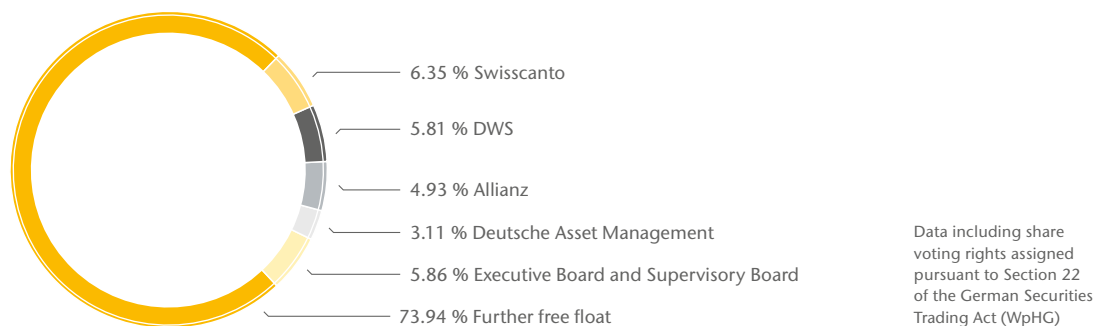 6.35 % Swisscanto
5.81 % DWS
4.93 % Allianz
3.11 % Deutsche Asset Management
5.86 % Executive Board and Supervisory Board
73.94 % Further free float
Data including share
voting rights assigned
pursuant to Section 22
of the German Securities
Trading Act (WpHG)